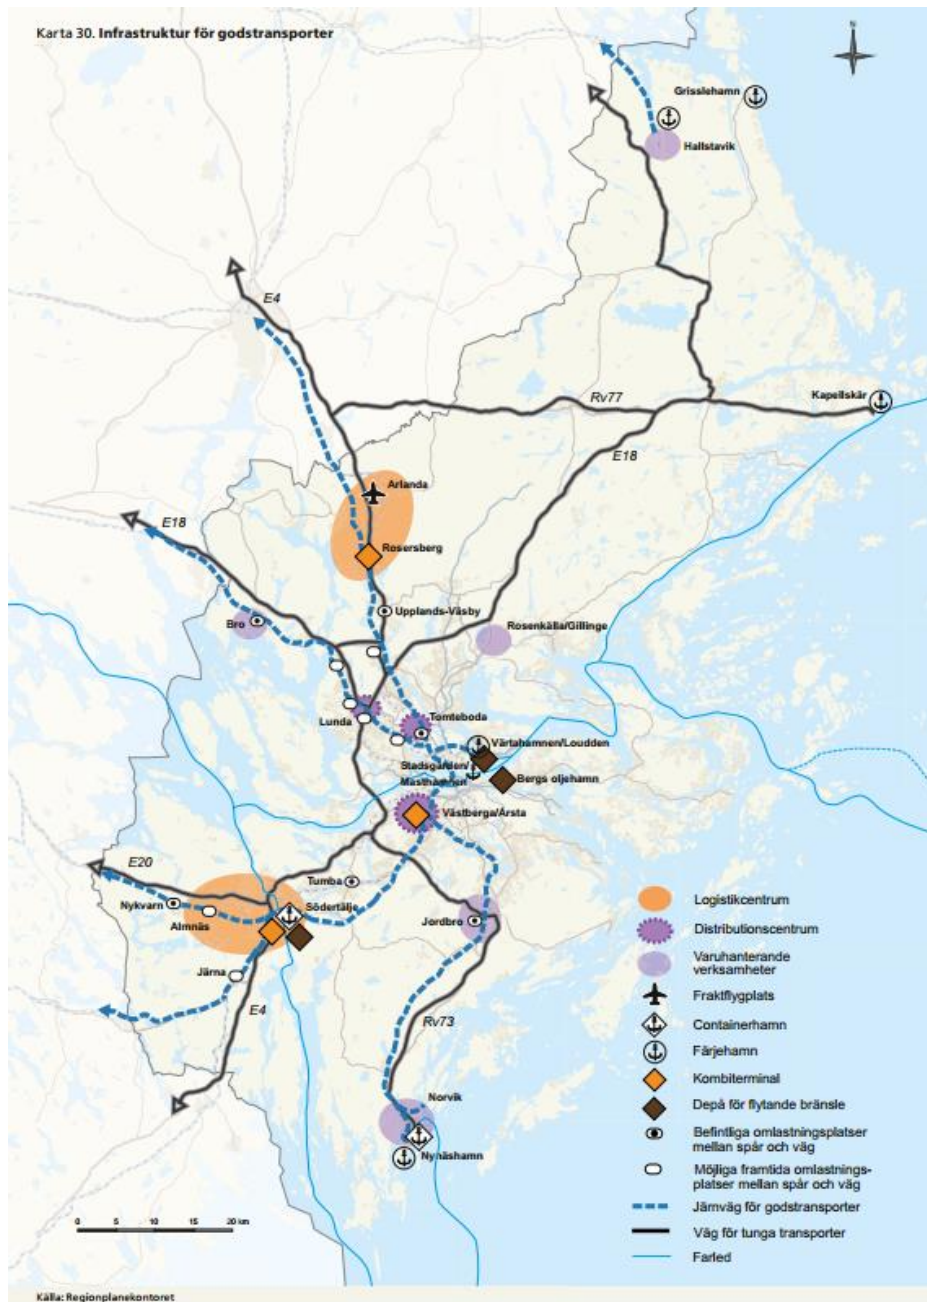 Karta 30. Infrastruktur för godstransporter
N
Grisslehamn
Hallstavik
E4
Rv77
Kapellskär
E18
Arlanda
E18
Rosersberg
Upplands-Väsby
Bro
Rosenkälla/Gillinge
Lunda
Tomteboda
Värtahamnen/Loudden
Stadsgården/
Masthamnen
Bergs oljehamn
Västberga/Årsta
E20
Tumba
Nykvarn
Södertälje
Almnäs
Jordbro
Järna
E4
Rv73
Norvik
Nynäshamn
Logistikcentrum
Distributionscentrum
Varuhanterande
verksamheter
Fraktflygplats
Containerhamn
Färjehamn
Kombiterminal
Depå för flytande bränsle
Befintliga omlastningsplatser
mellan spår och väg
Möjliga framtida omlastnings-
platser mellan spår och väg
Järnväg för godstransporter
Väg för tunga transporter
Farled
0 5 10 15 20 km
Källa: Regionplanekontoret